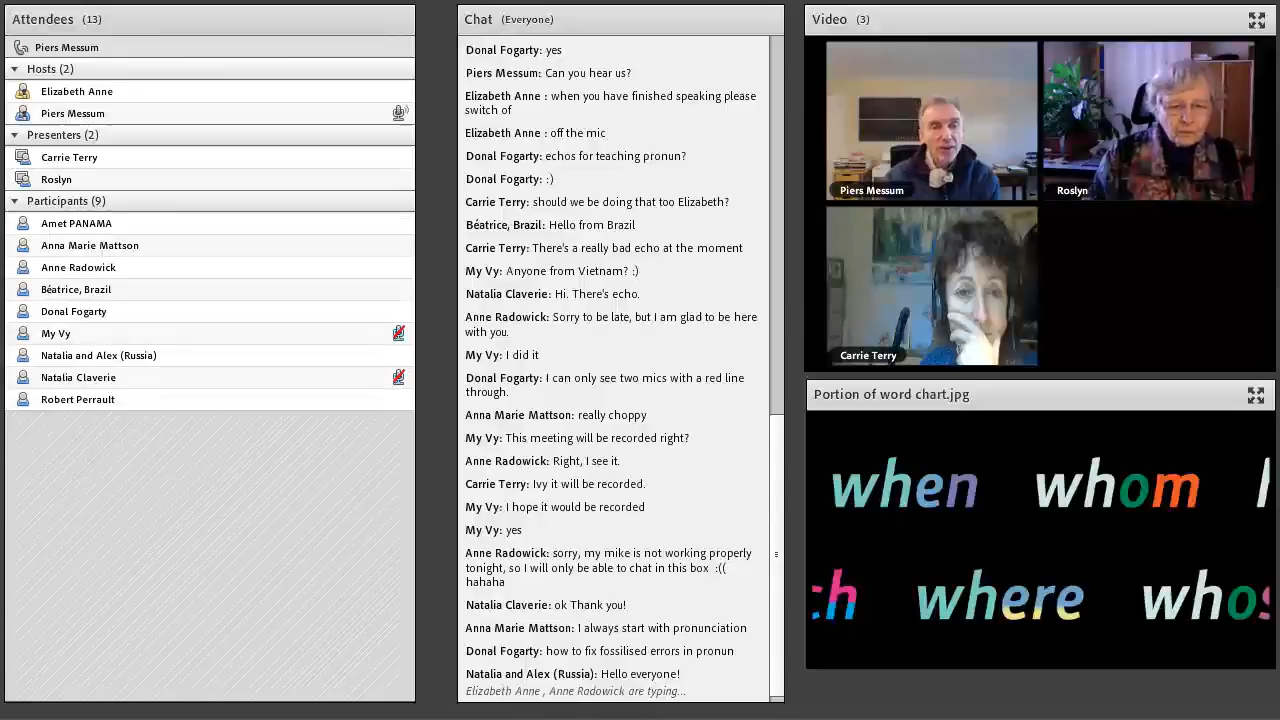 Attendees (13)
Piers Messum
Hosts (2)
Elizabeth Anne
Piers Messum
Presenters (2)
Carrie Terry
Roslyn
Participants (9)
Amet PANAMA
Anna Marie Mattson
Anne Radowick
Béatrice, Brazil
Donal Fogarty
My Vy
Natalia and Alex (Russia)
Natalia Claverie
Robert Perrault
Chat (Everyone)
Donal Fogarty: yes
Piers Messum: Can you hear us?
Elizabeth Anne : when you have finished speaking please
switch of
Elizabeth Anne : off the mic
Donal Fogarty: echos for teaching pronun?
Donal Fogarty: :)
Carrie Terry: should we be doing that too Elizabeth?
Béatrice, Brazil: Hello from Brazil
Carrie Terry: There's a really bad echo at the moment
My Vy: Anyone from Vietnam? :)
Natalia Claverie: Hi. There's echo.
Anne Radowick: Sorry to be late, but I am glad to be here
with you.
My Vy: I did it
Donal Fogarty: I can only see two mics with a red line
through.
Anna Marie Mattson: really choppy
My Vy: This meeting will be recorded right?
Anne Radowick: Right, I see it.
Carrie Terry: Ivy it will be recorded.
My Vy: I hope it would be recorded
My Vy: yes
Anne Radowick: sorry, my mike is not working properly
tonight, so I will only be able to chat in this box :((
hahaha
Natalia Claverie: ok Thank you!
Anna Marie Mattson: I always start with pronunciation
Donal Fogarty: how to fix fossilised errors in pronun
Natalia and Alex (Russia): Hello everyone!
Elizabeth Anne , Anne Radowick are typing...
Video (3)
Piers Messum
Roslyn
Carrie Terry
Portion of word chart.jpg
when whom
ch where whos